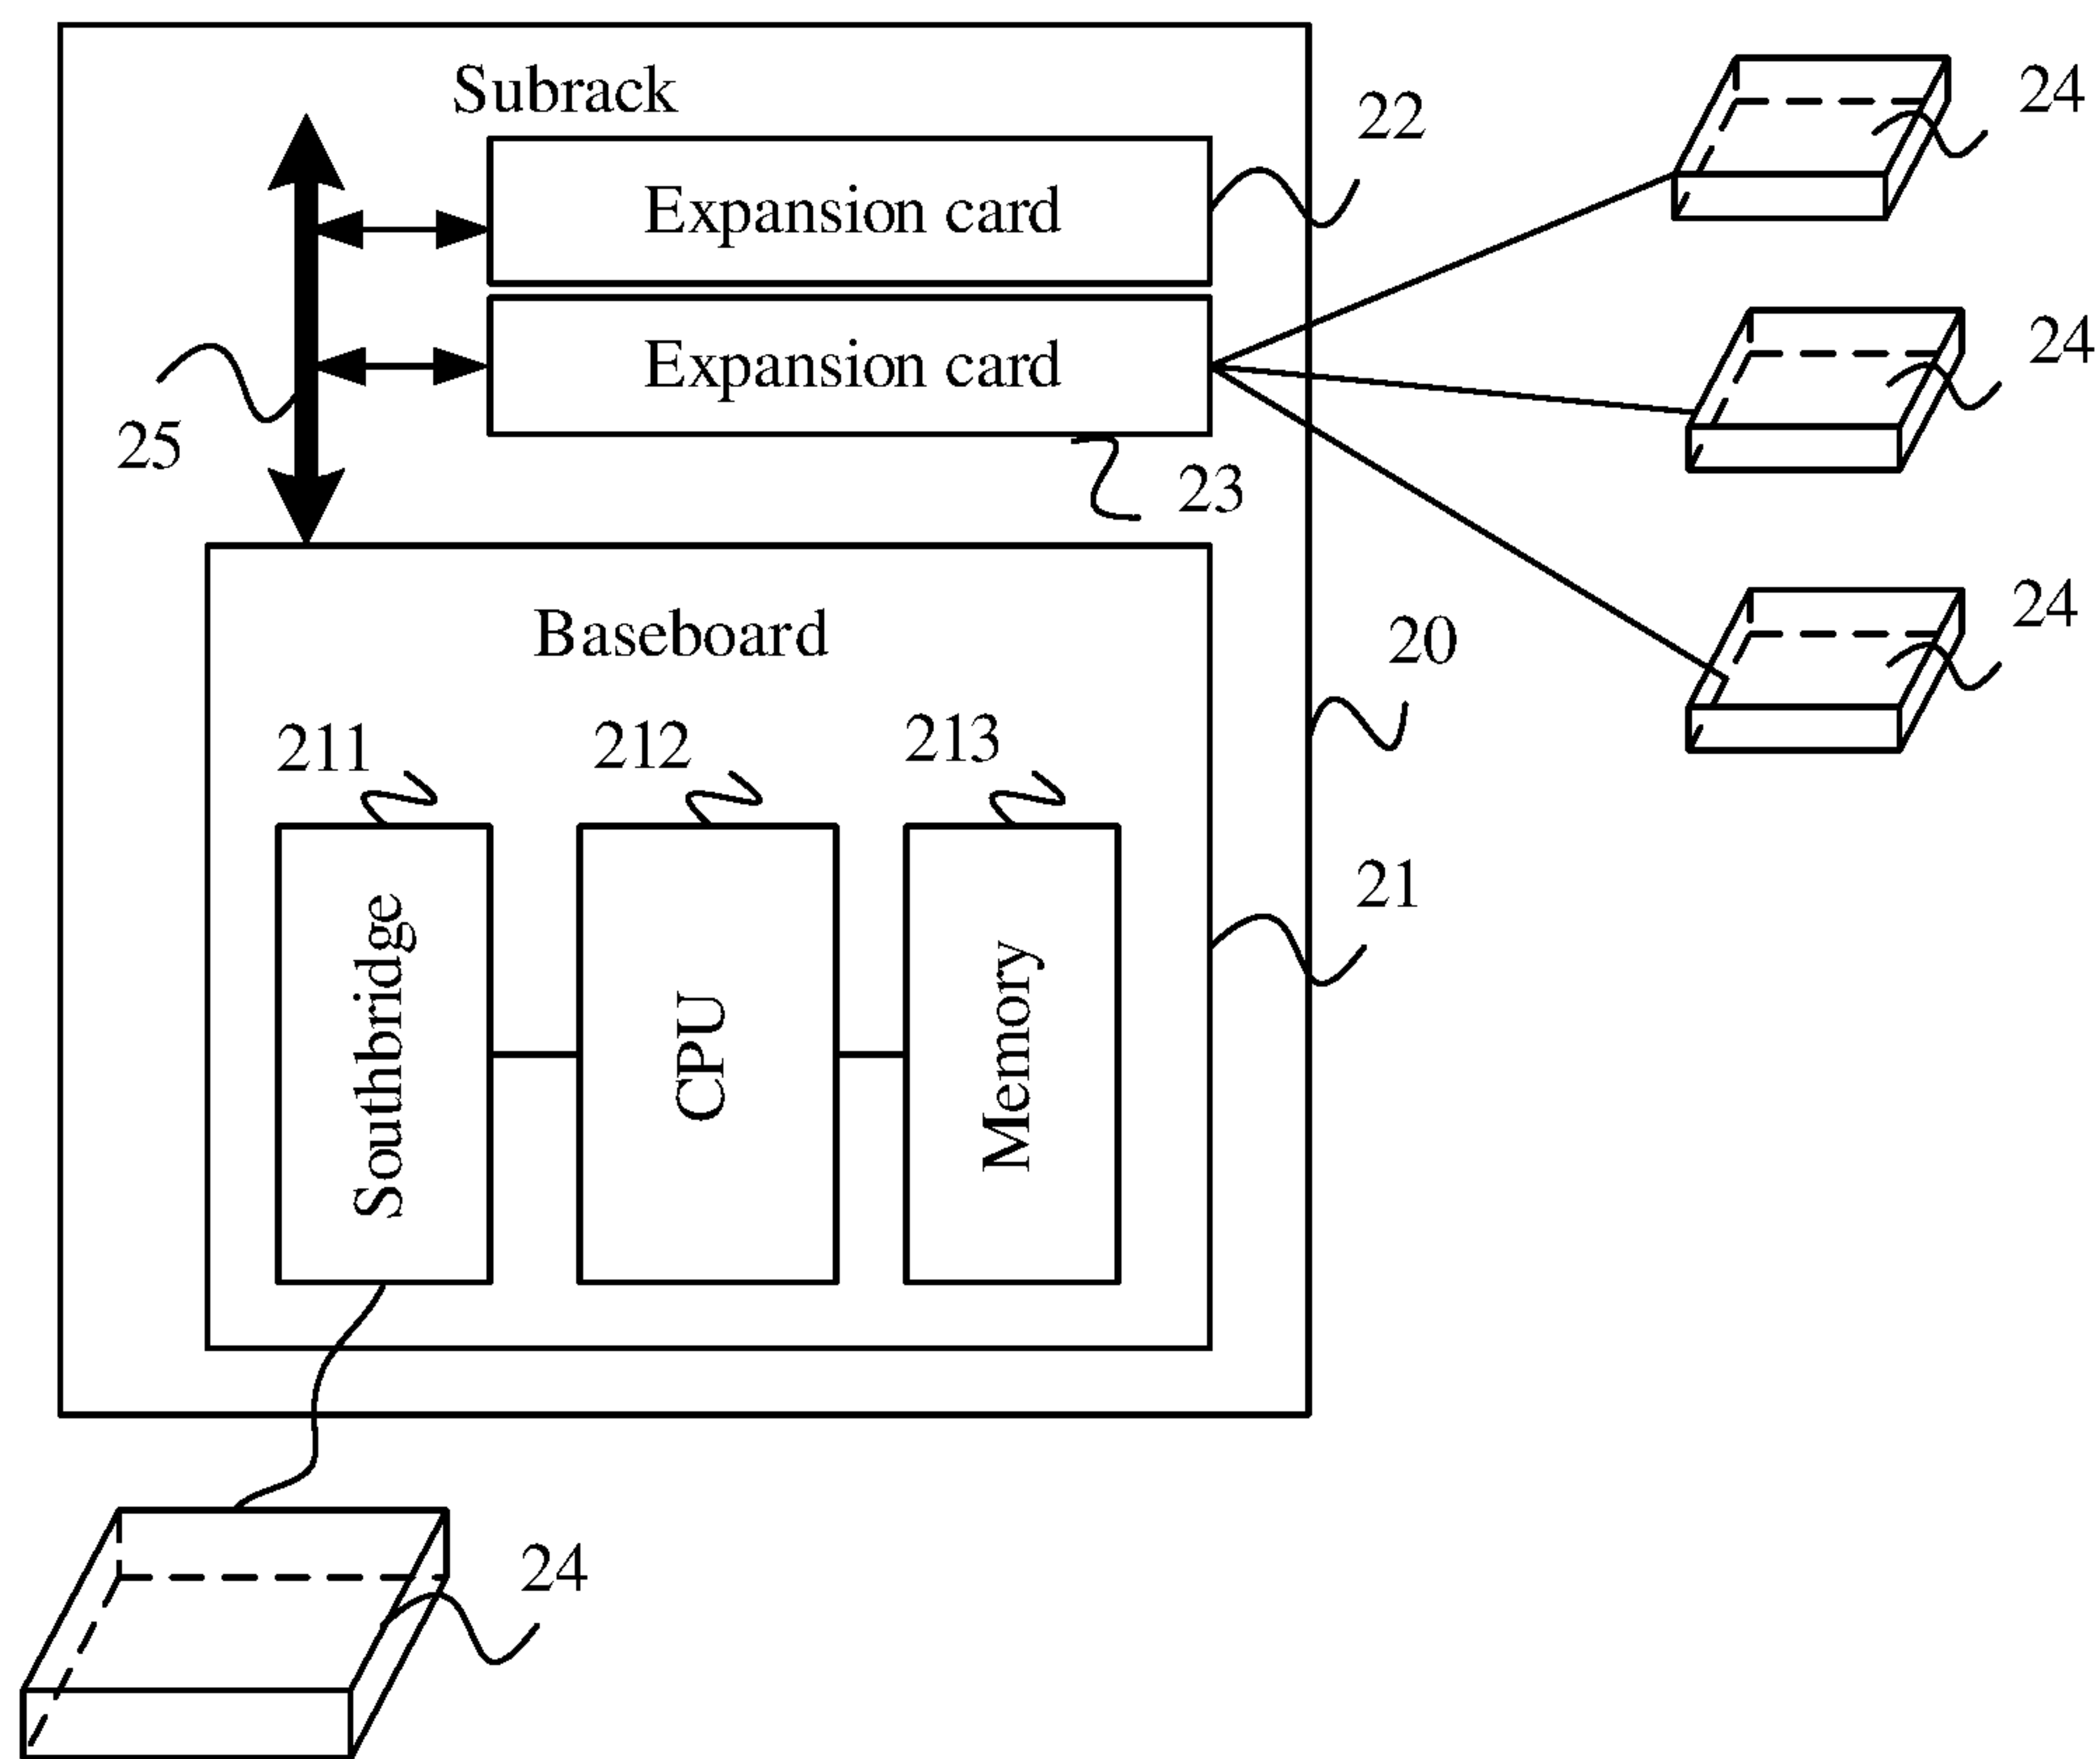 Subrack
22
24
Expansion card
Expansion card
24
25
23
24
Baseboard
20
211
212
213
21
Southbridge
CPU
Memory
24